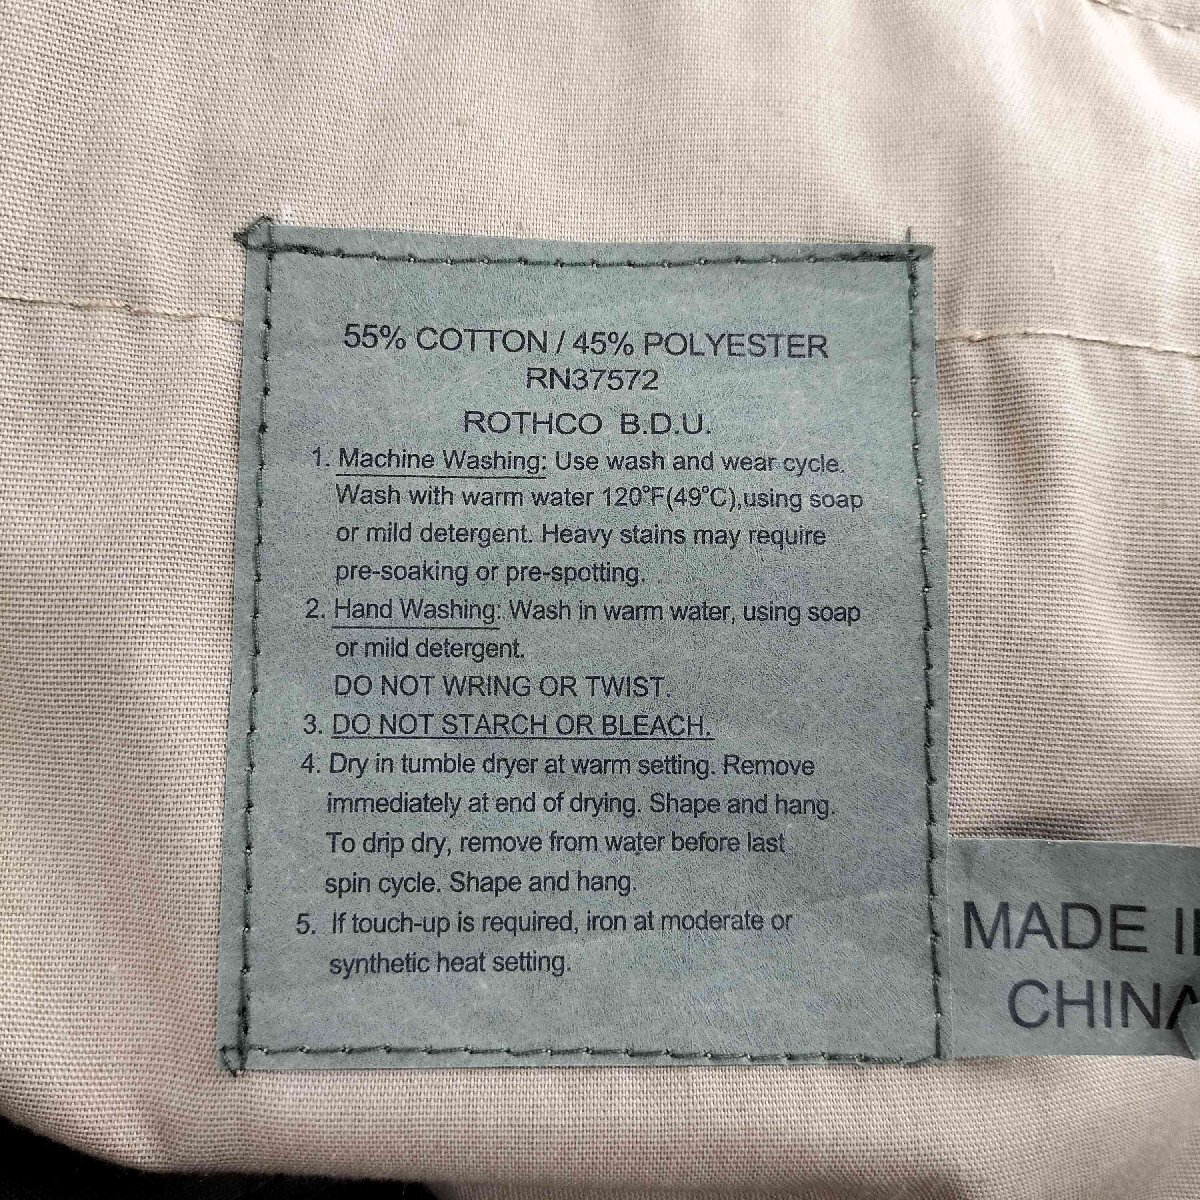 55% COTTON / 45% POLYESTER
RN37572
ROTHCO B.D.U.
1. Machine Washing: Use wash and wear cycle.
Wash with warm water 120°F(49°C),using soap
or mild detergent. Heavy stains may require
pre-soaking or pre-spotting.
2. Hand Washing: Wash in warm water, using soap
or mild detergent.
DO NOT WRING OR TWIST.
3. DO NOT STARCH OR BLEACH.
4. Dry in tumble dryer at warm setting. Remove
immediately at end of drying. Shape and hang.
To drip dry, remove from water before last
spin cycle. Shape and hang.
5. If touch-up is required, iron at moderate or
synthetic heat setting.
MADE
CHINA